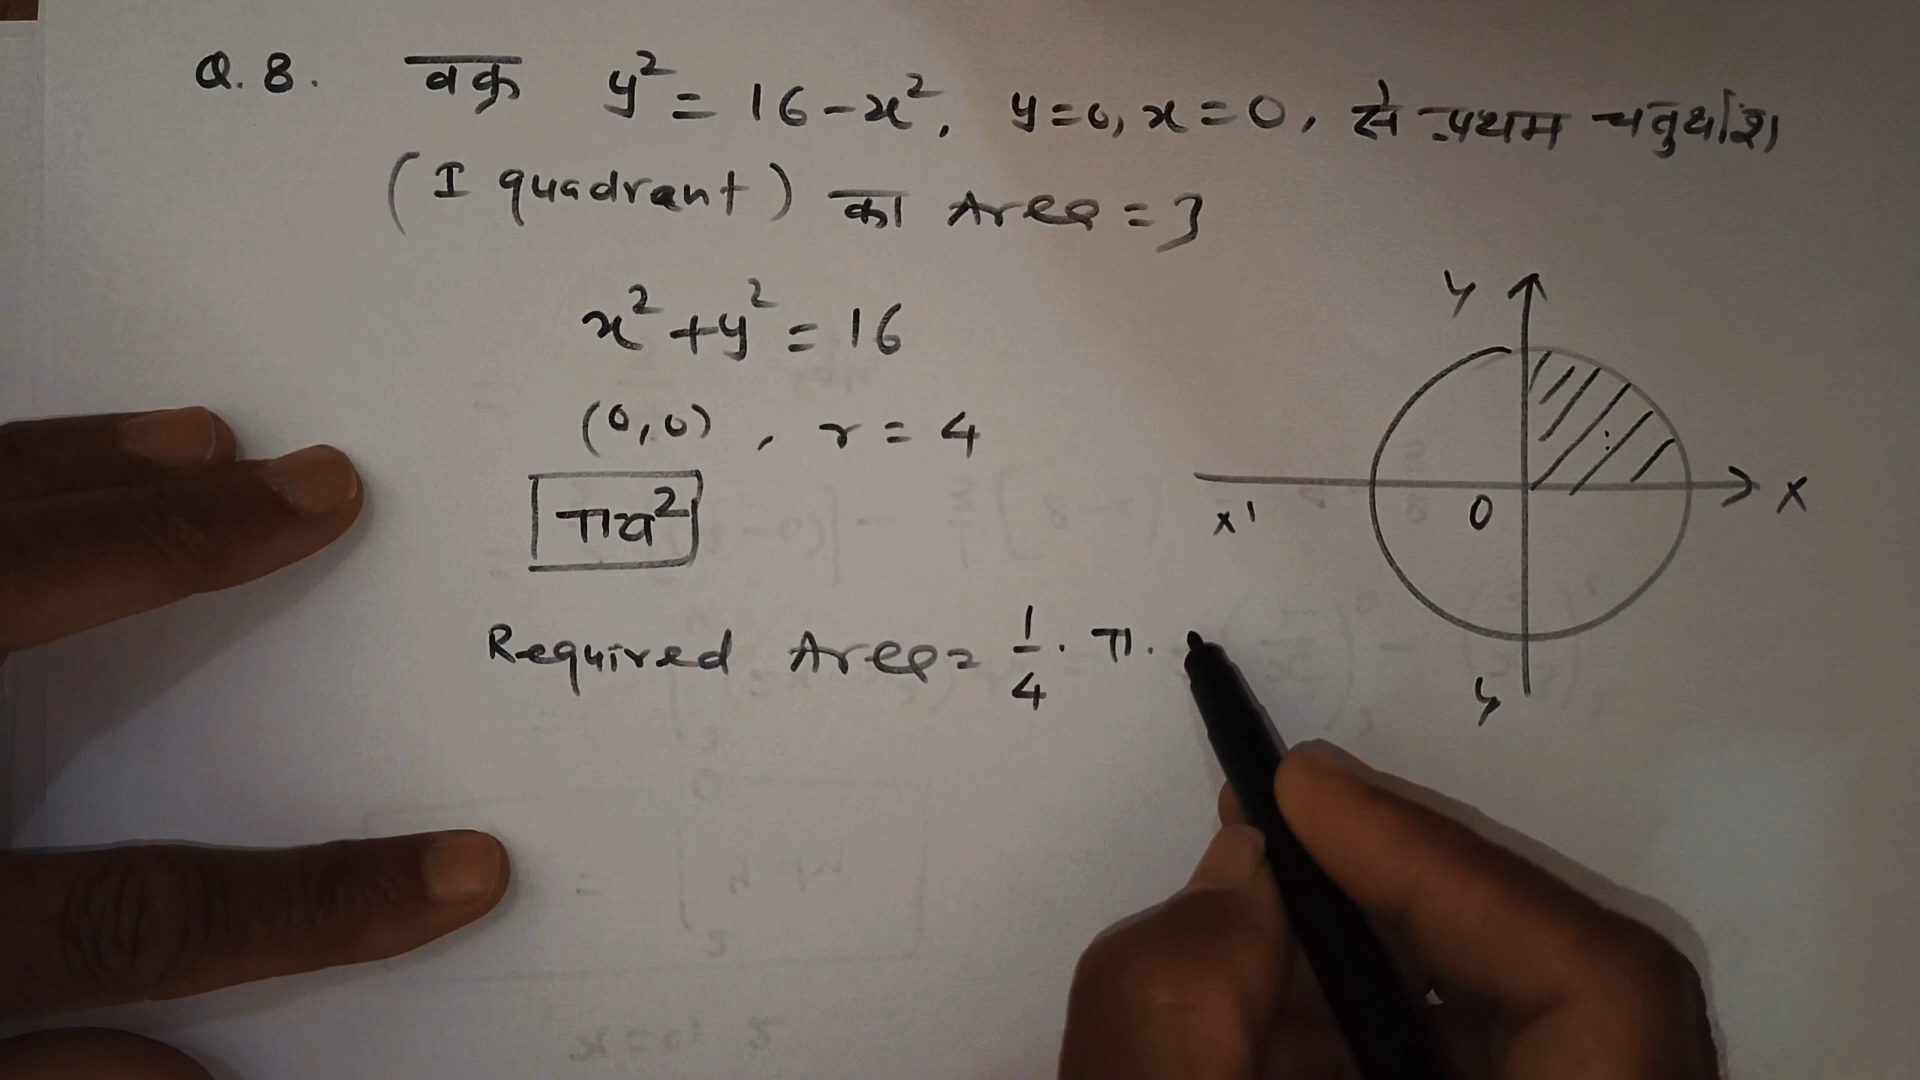 Q. 8. वक्र y² = 16 - x², y=0, x=0, से प्रथम चतुर्थांश
(I quadrant) का Area = ?
x² + y² = 16
(0,0), r = 4
πr²
Required Area = 1/4 . π .
y
x' 0 x
y